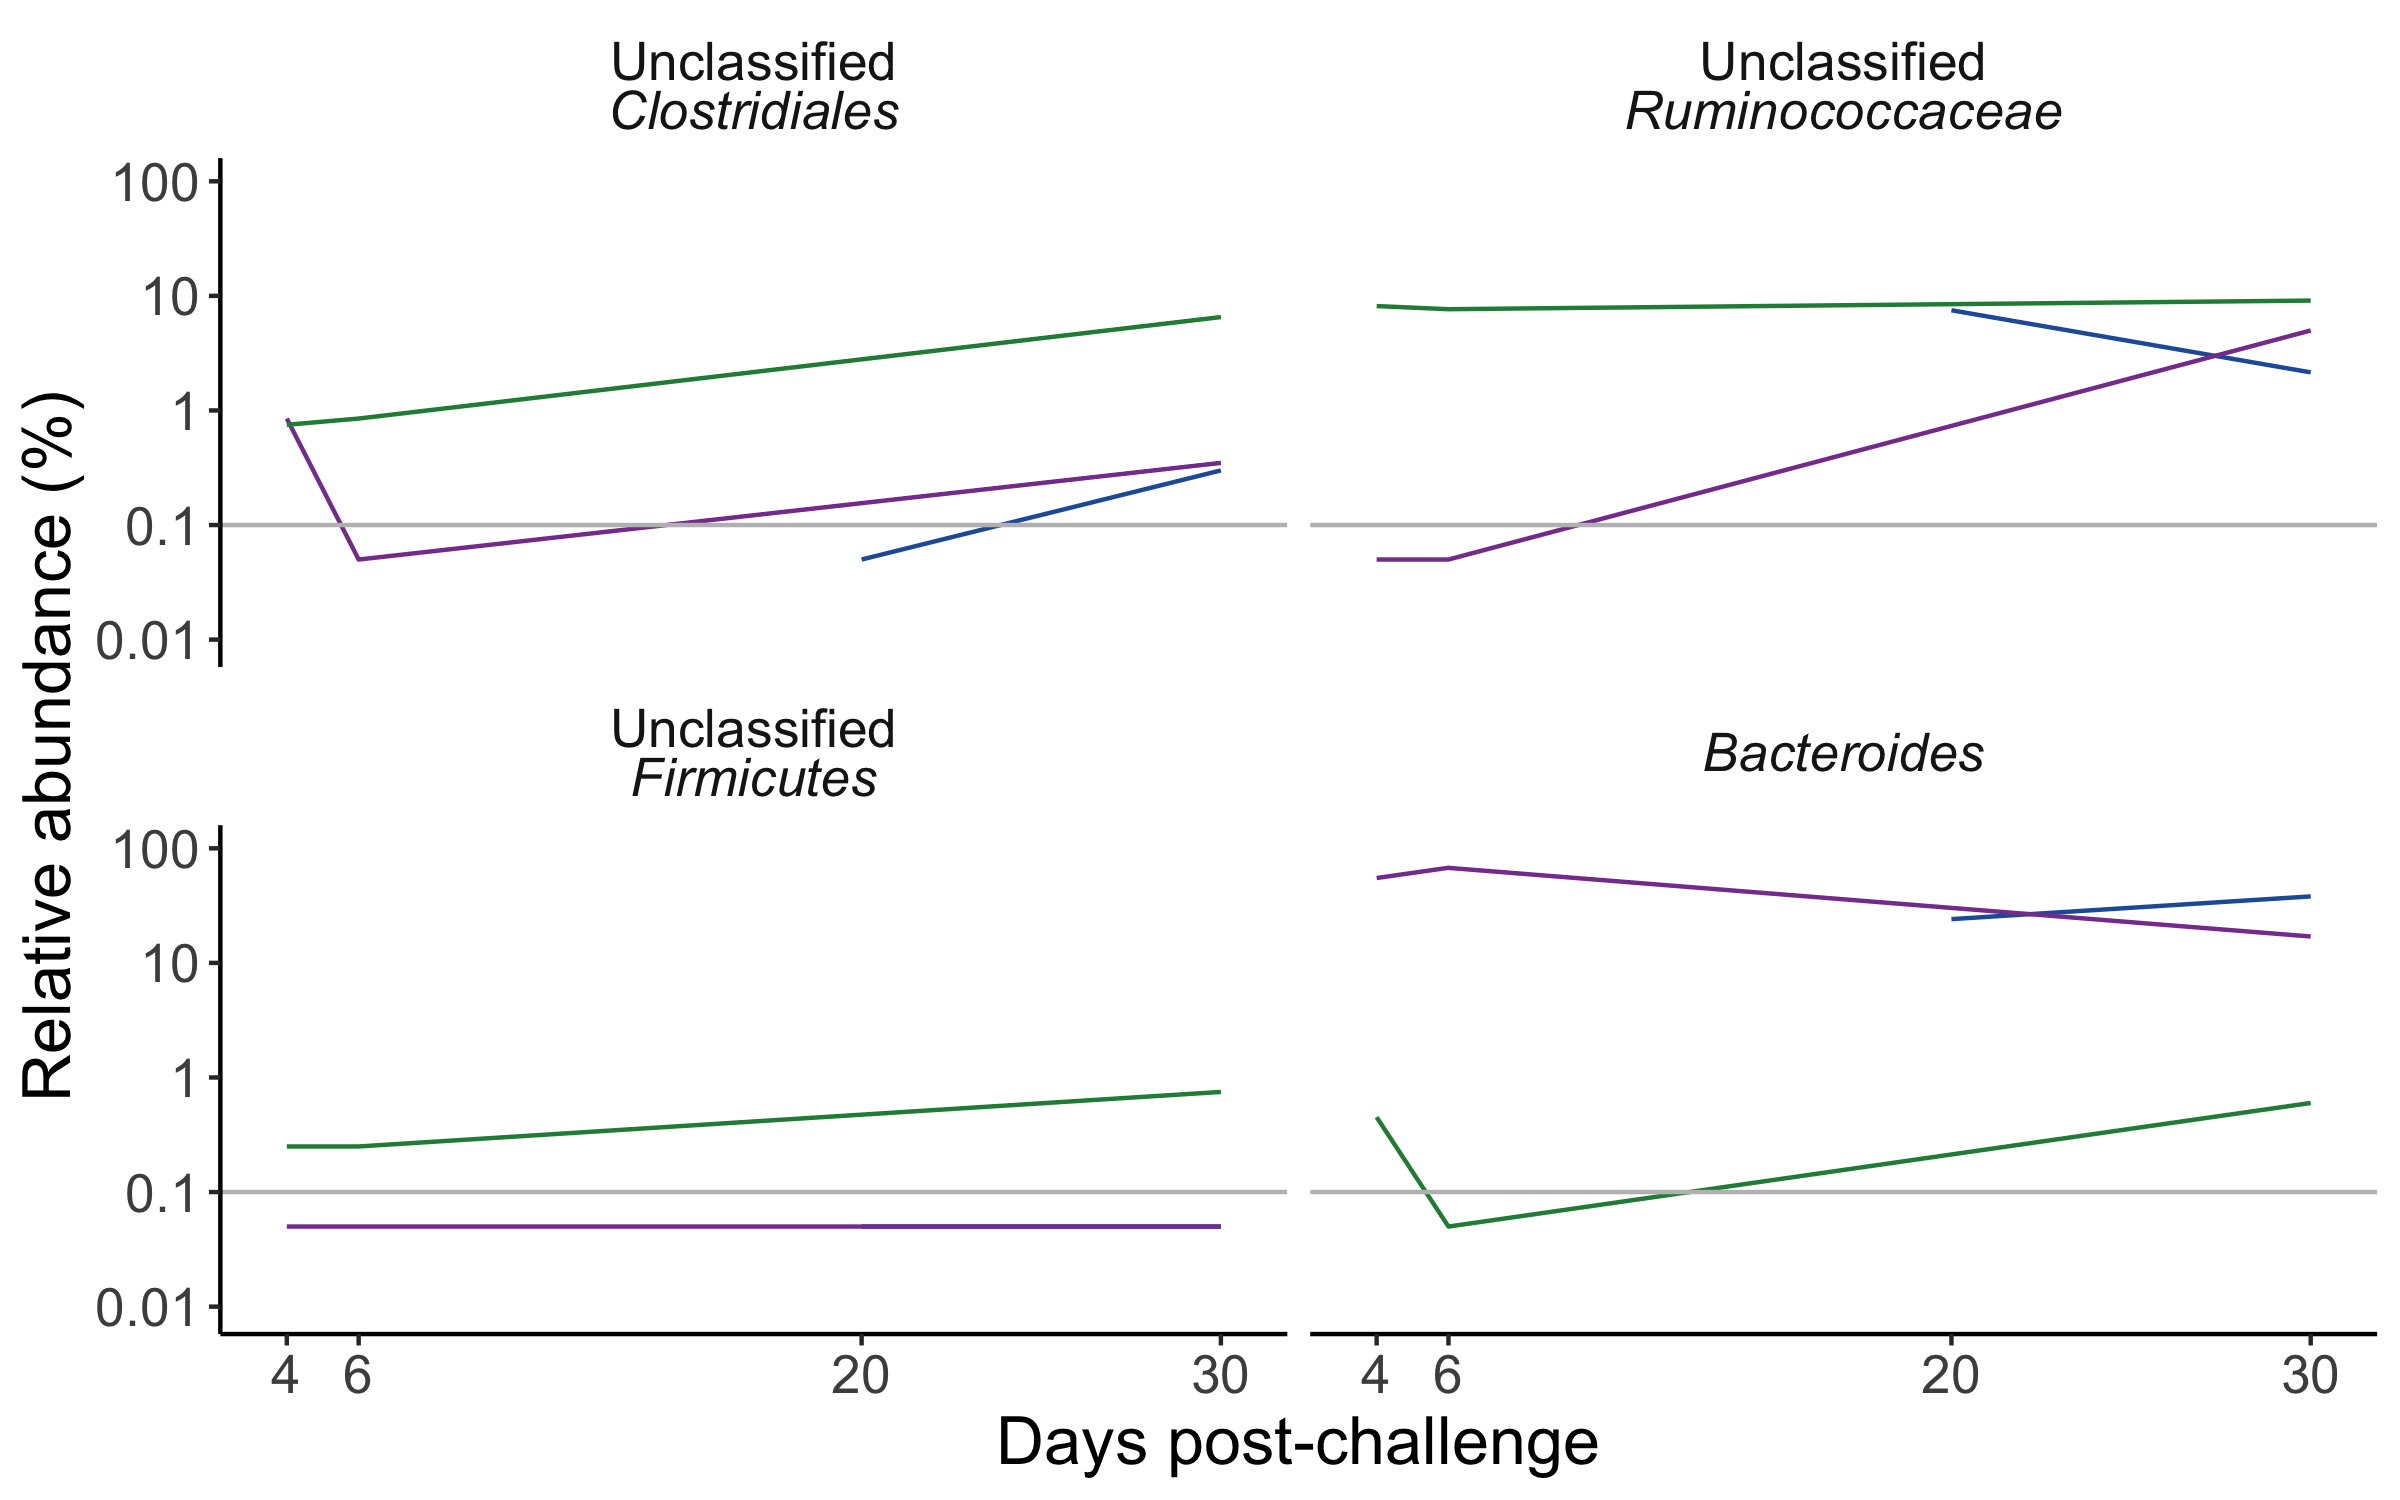 Unclassified
Clostridiales
Unclassified
Ruminococcaceae
100
10
1
0.1
0.01
Relative abundance (%)
Unclassified
Firmicutes
Bacteroides
100
10
1
0.1
0.01
4 6 20 30
4 6 20 30
Days post-challenge